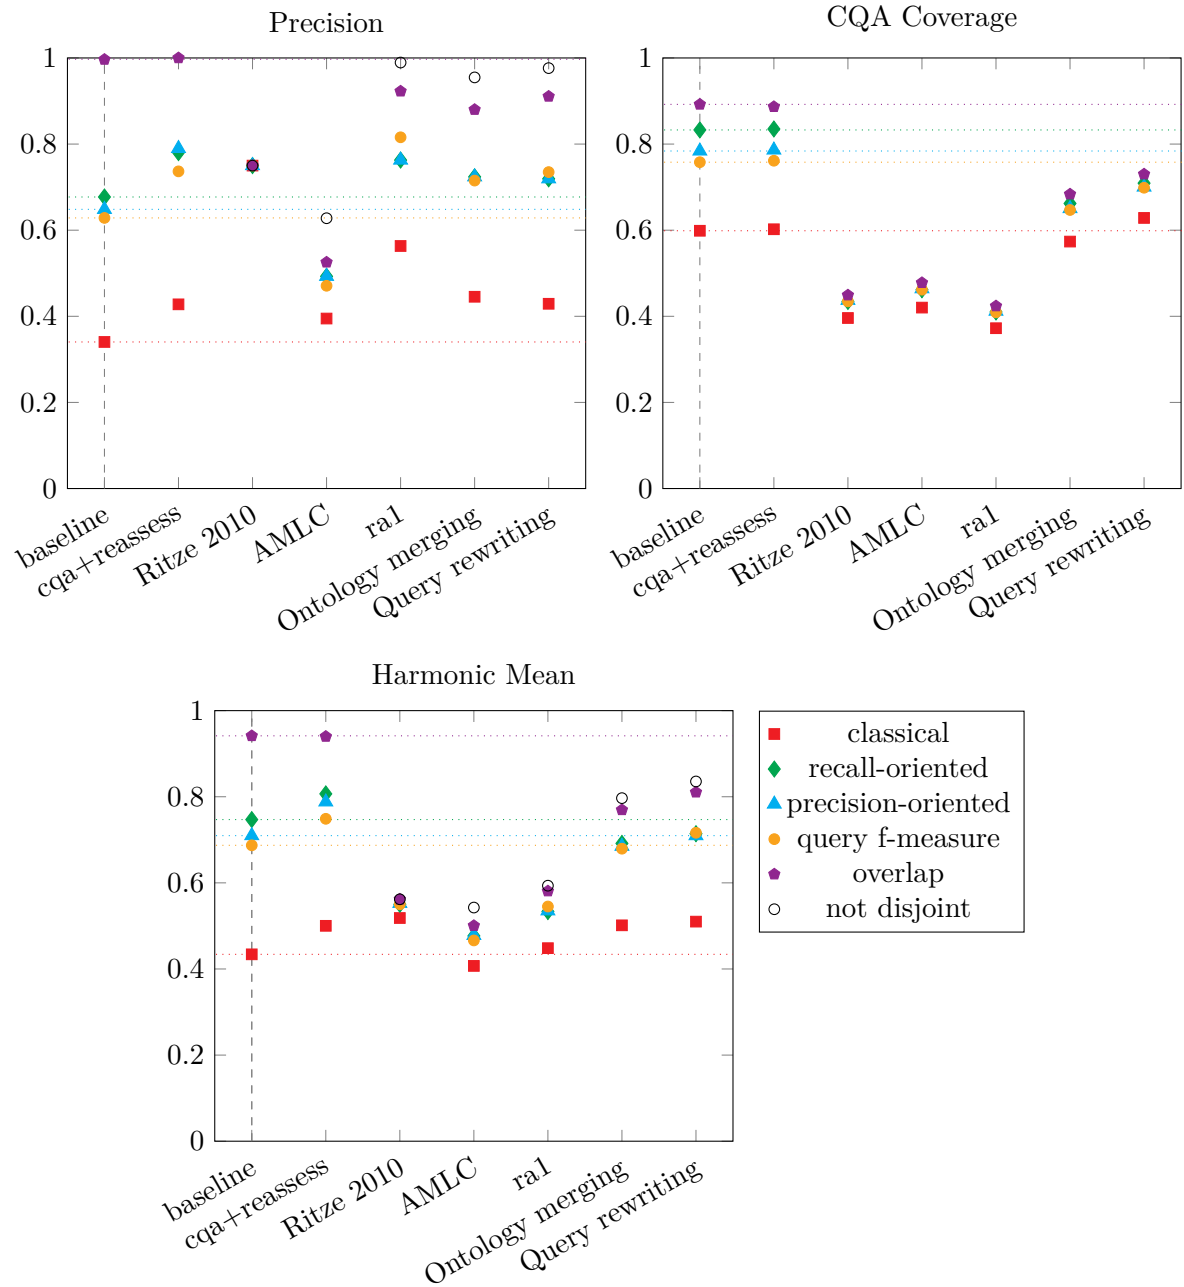 Precision
1
0.8
0.6
0.4
0.2
0
baseline
cqa+reassess
Ritze 2010
AMLC
ra1
Ontology merging
Query rewriting
CQA Coverage
1
0.8
0.6
0.4
0.2
0
baseline
cqa+reassess
Ritze 2010
AMLC
ra1
Ontology merging
Query rewriting
Harmonic Mean
1
0.8
0.6
0.4
0.2
0
baseline
cqa+reassess
Ritze 2010
AMLC
ra1
Ontology merging
Query rewriting
classical
recall-oriented
precision-oriented
query f-measure
overlap
not disjoint